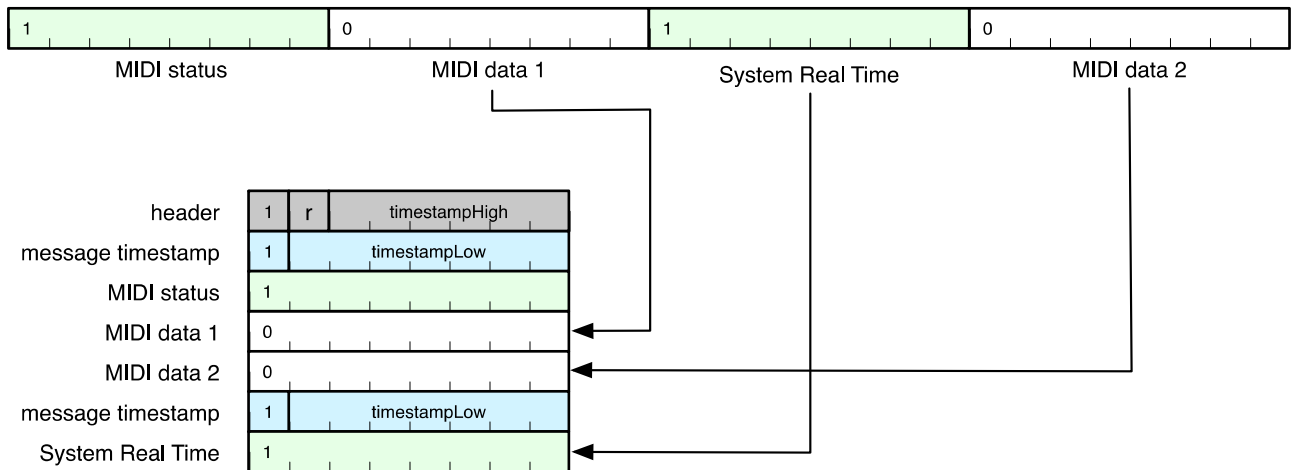 1 0 1 0
MIDI status MIDI data 1 System Real Time MIDI data 2
header 1 r timestampHigh
message timestamp 1 timestampLow
MIDI status 1
MIDI data 1 0
MIDI data 2 0
message timestamp 1 timestampLow
System Real Time 1